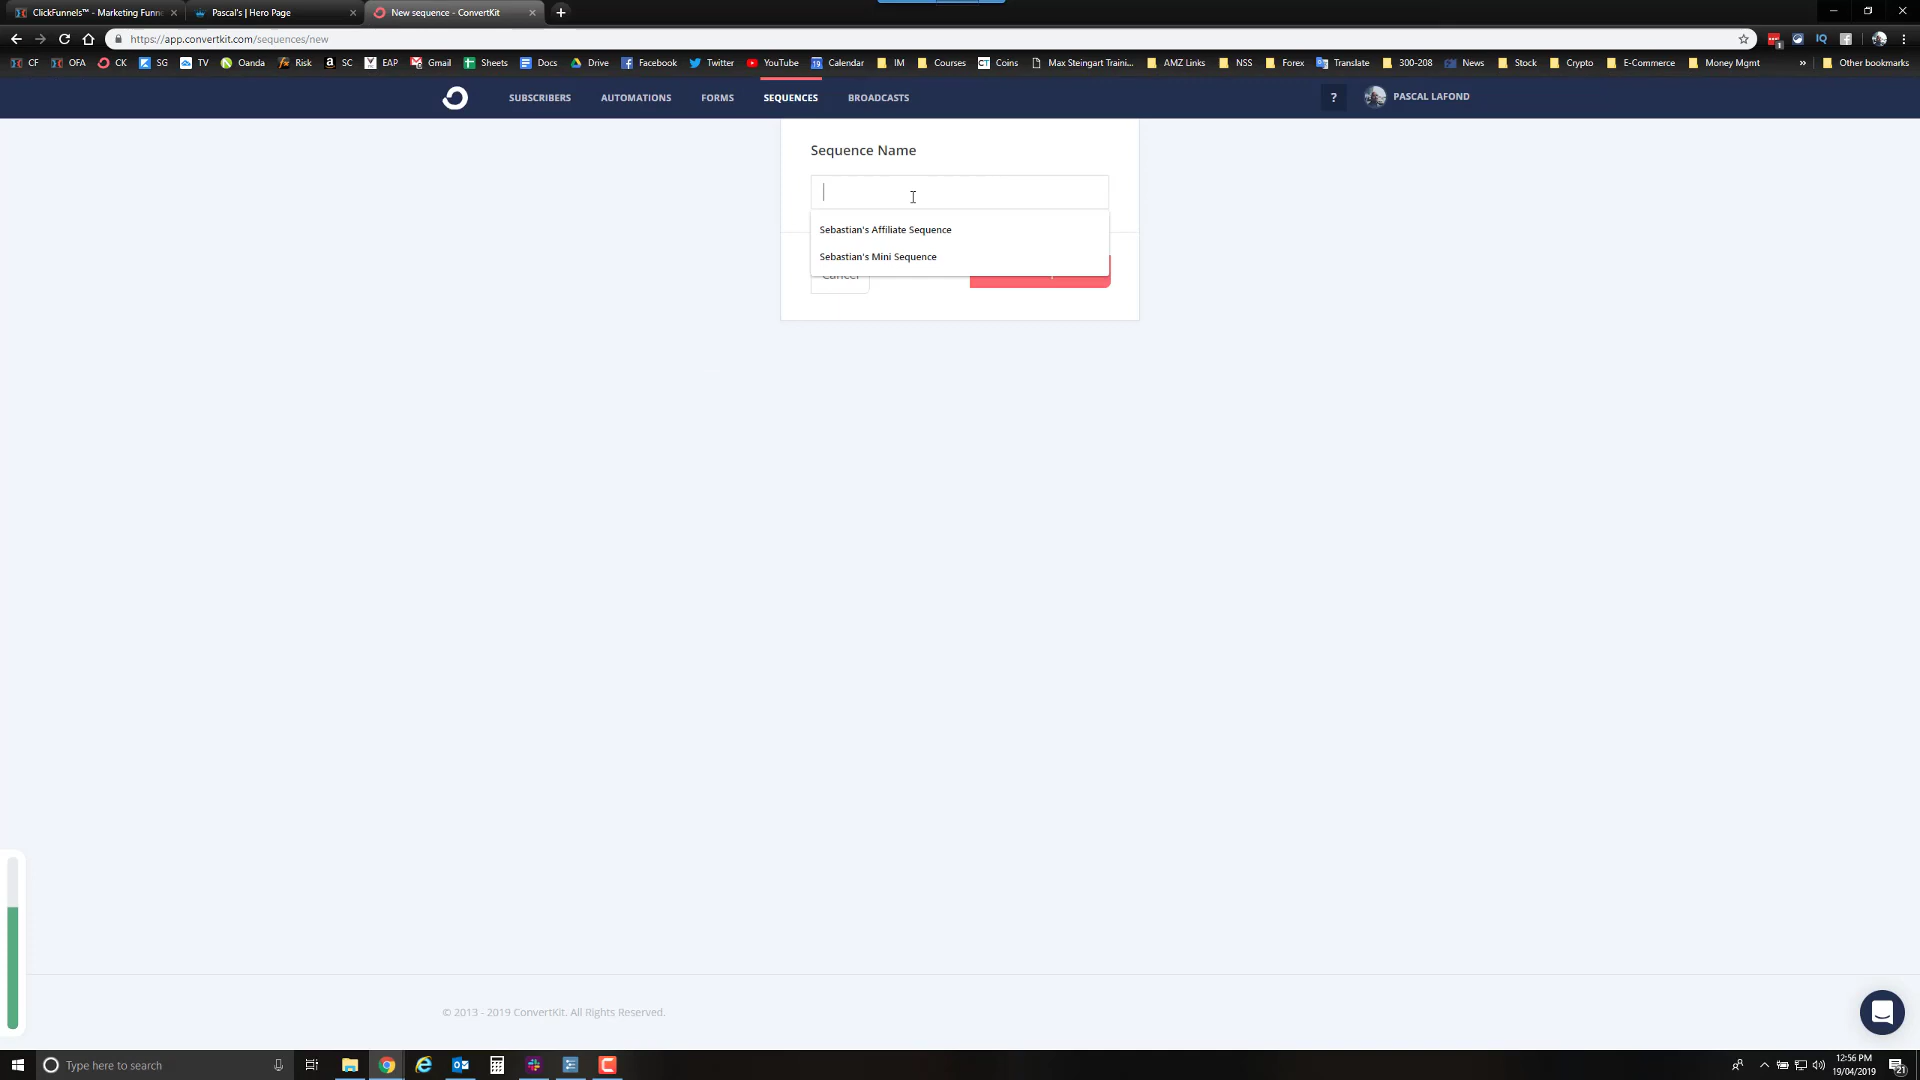 ClickFunnels™ - Marketing Funne
Pascal's | Hero Page
New sequence - ConvertKit
https://app.convertkit.com/sequences/new
CF
OFA
CK
SG
TV
Oanda
Risk
SC
EAP
Gmail
Sheets
Docs
Drive
Facebook
Twitter
YouTube
Calendar
IM
Courses
Coins
Max Steingart Traini...
AMZ Links
NSS
Forex
Translate
300-208
News
Stock
Crypto
E-Commerce
Money Mgmt
»
Other bookmarks
SUBSCRIBERS
AUTOMATIONS
FORMS
SEQUENCES
BROADCASTS
?
PASCAL LAFOND
Sequence Name
Sebastian's Affiliate Sequence
Sebastian's Mini Sequence
Cancel
© 2013 - 2019 ConvertKit. All Rights Reserved.
Type here to search
12:56 PM
19/04/2019
21